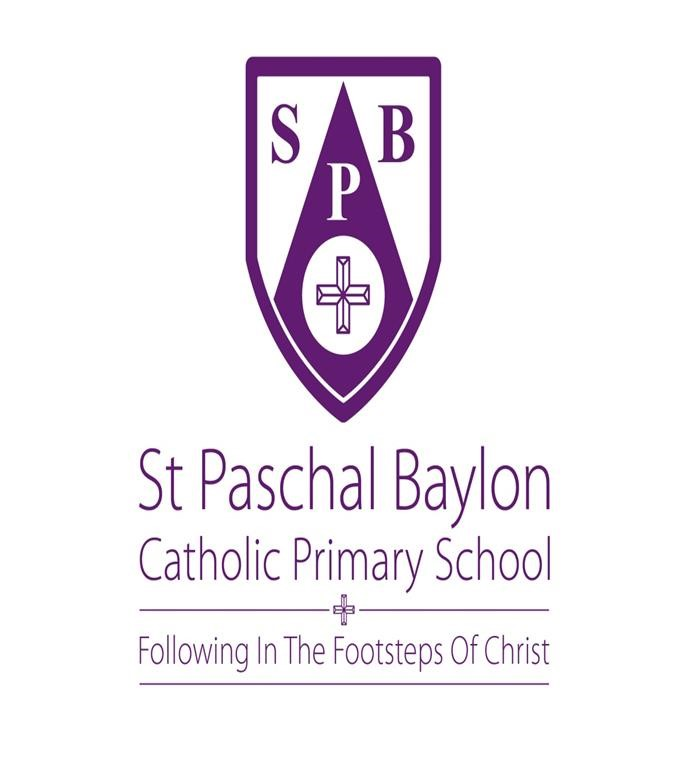 S B
P
St Paschal Baylon
Catholic Primary School
Following In The Footsteps Of Christ